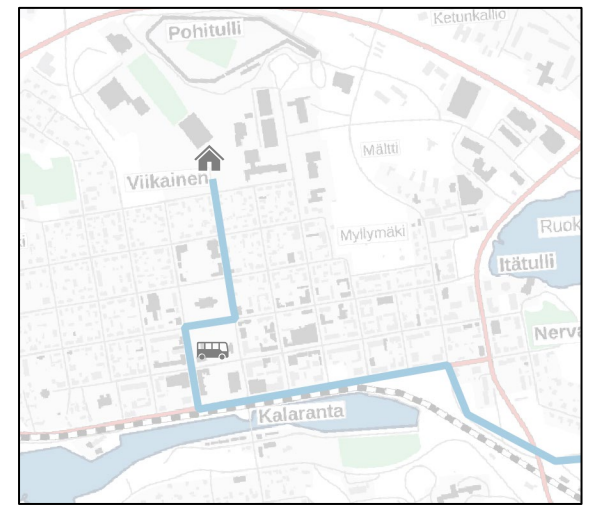 Ketunkallio
Pohitulli
Mältti
Viikainen
Ruok
Myllymäki
Itätulli
Nerva
Kalaranta